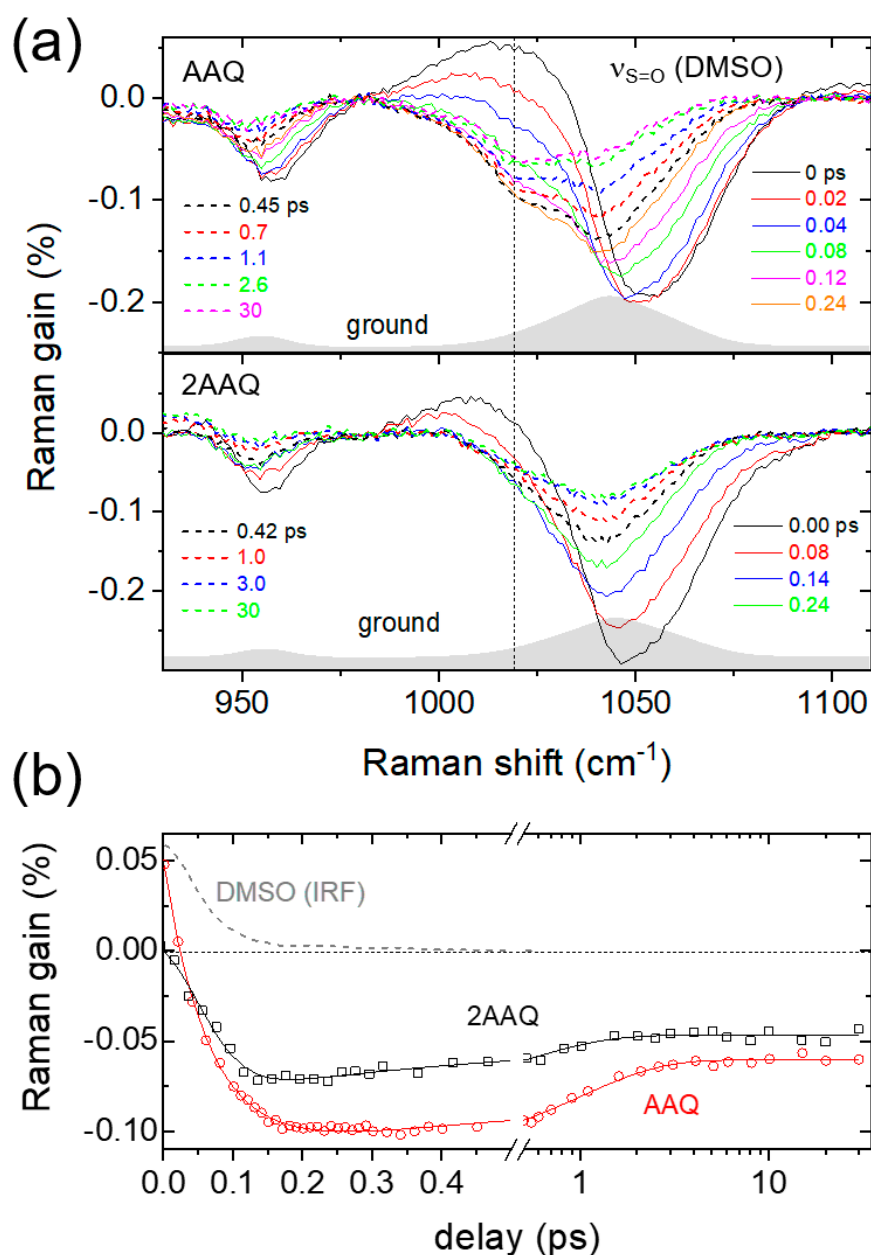 (a)
AAQ
νS=O (DMSO)
0.0
-0.1
-0.2
0.45 ps
0.7
1.1
2.6
30
0 ps
0.02
0.04
0.08
0.12
0.24
ground
2AAQ
0.0
-0.1
-0.2
0.42 ps
1.0
3.0
30
0.00 ps
0.08
0.14
0.24
ground
Raman gain (%)
950
1000
1050
1100
Raman shift (cm⁻¹)
(b)
0.05
0.00
-0.05
-0.10
Raman gain (%)
DMSO (IRF)
2AAQ
AAQ
0.0
0.1
0.2
0.3
0.4
1
10
delay (ps)